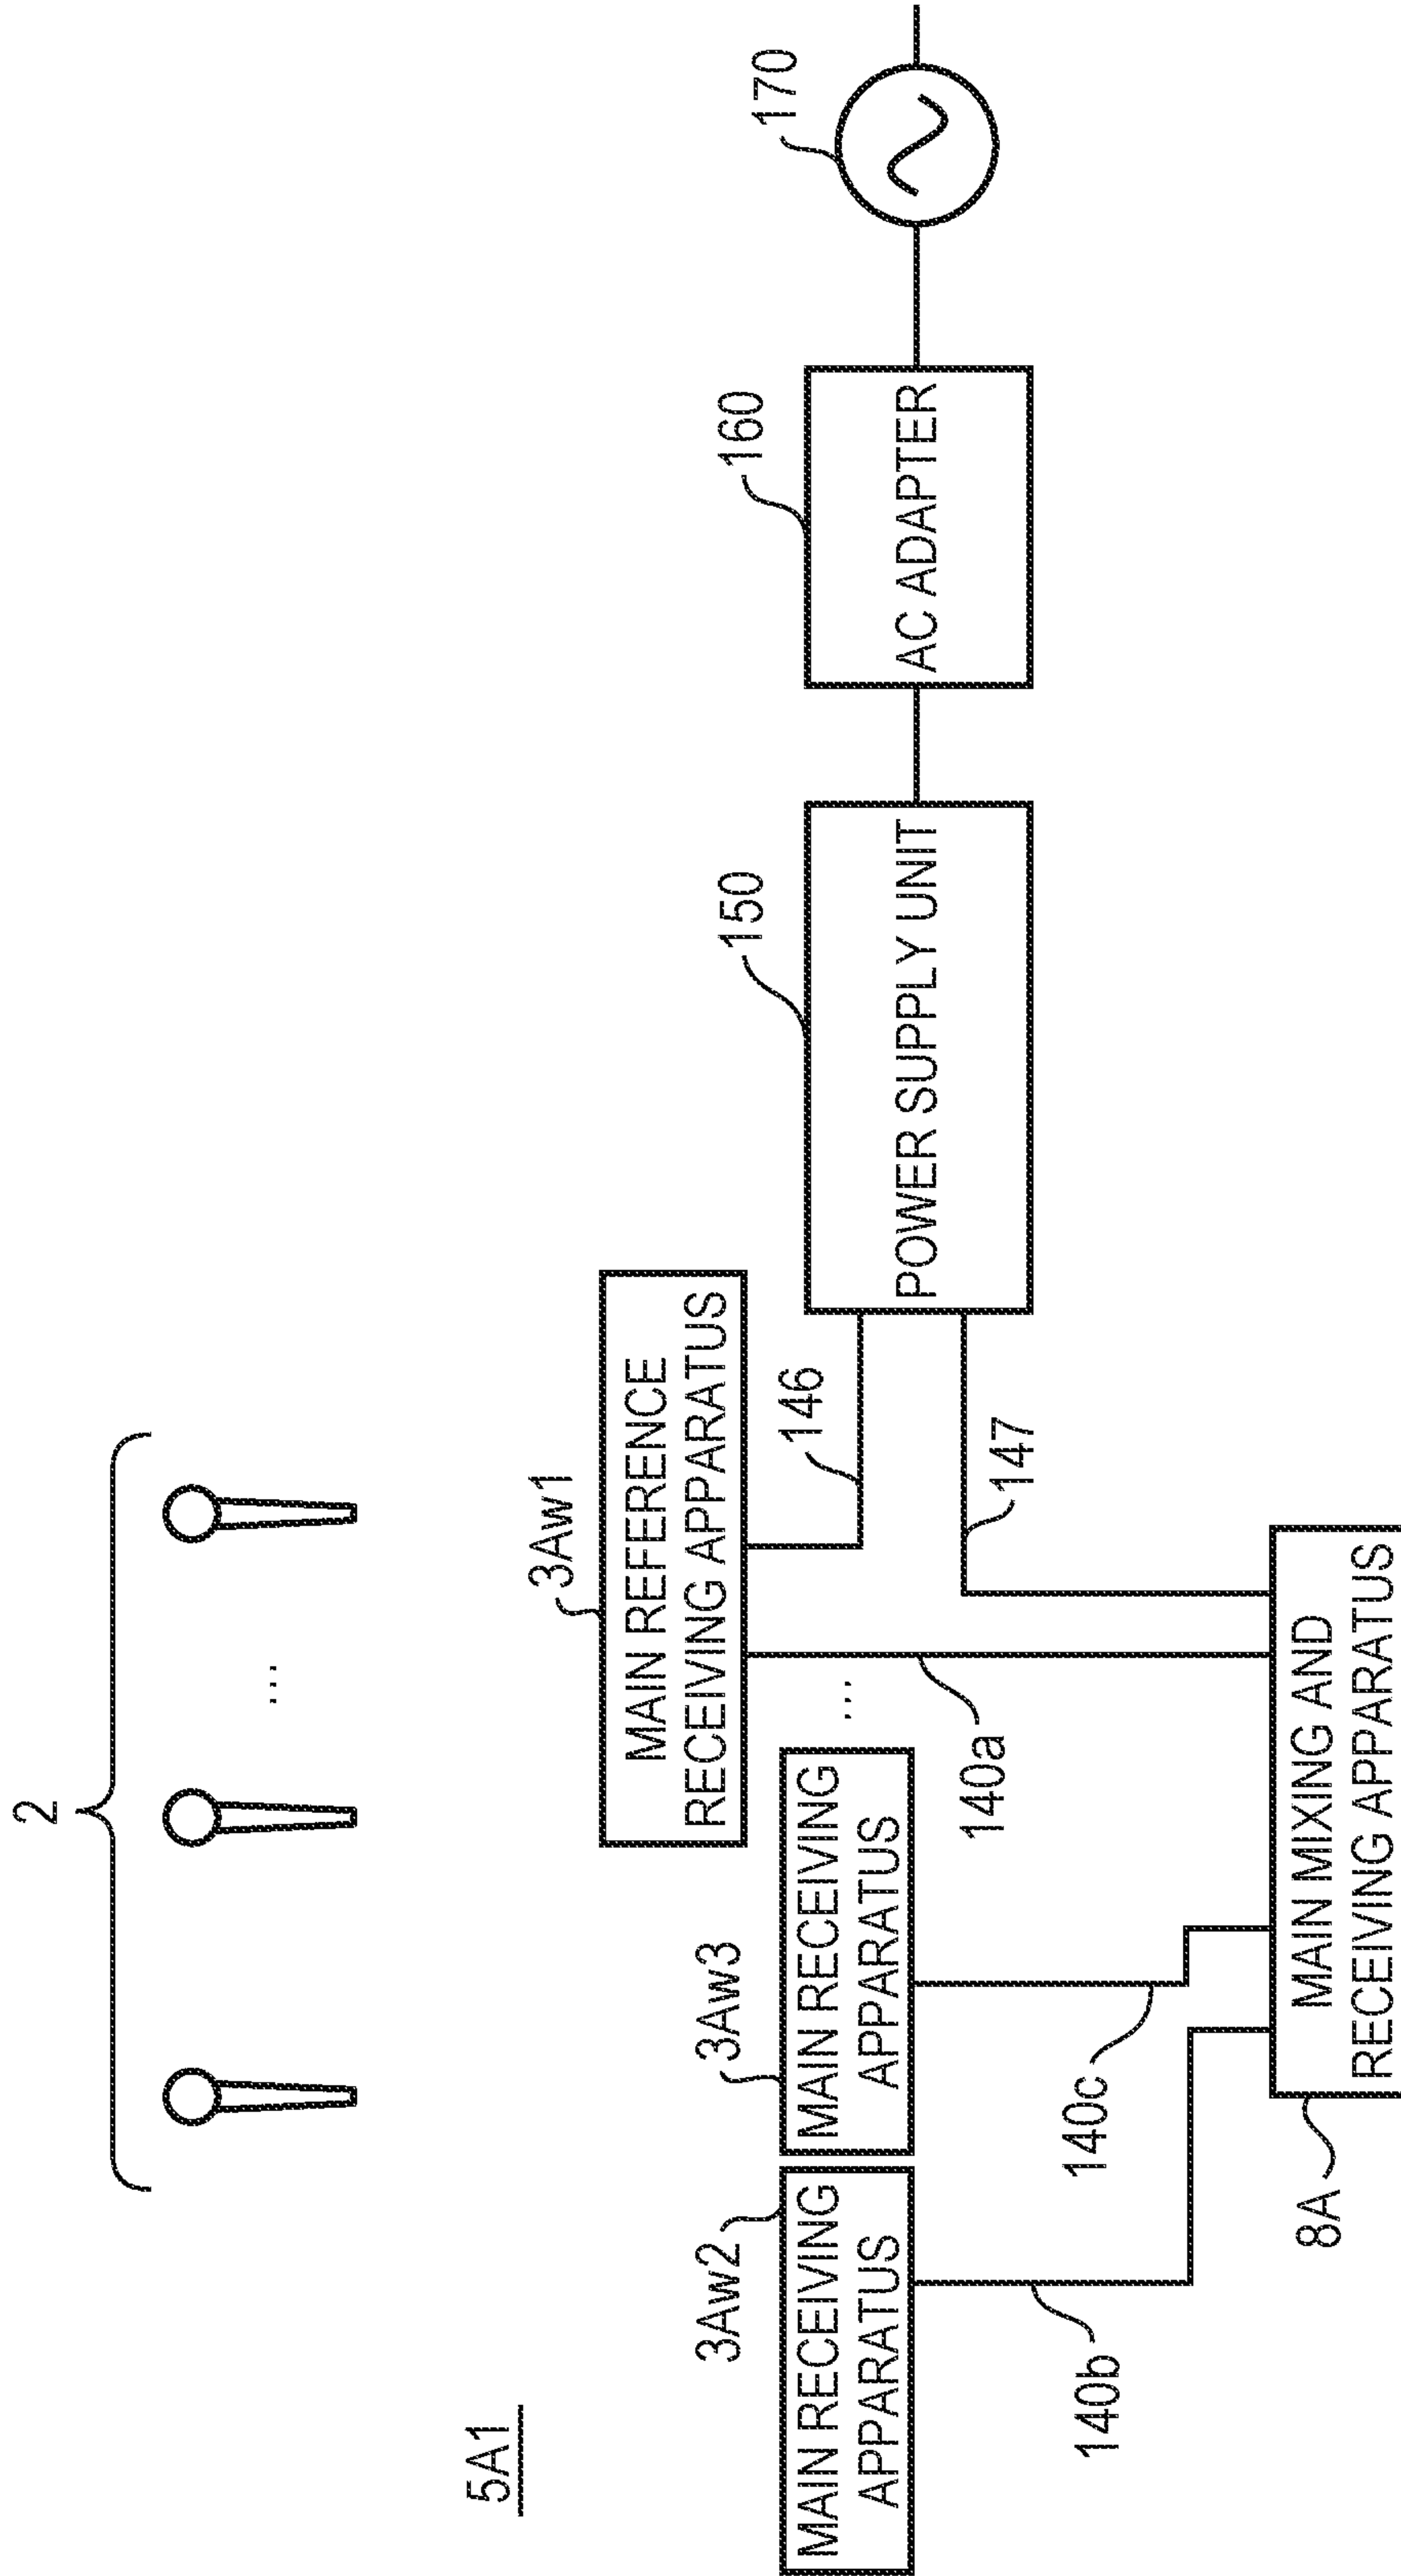 5A1
2
...
3Aw1
MAIN REFERENCE
RECEIVING APPARATUS
3Aw2
MAIN RECEIVING
APPARATUS
3Aw3
MAIN RECEIVING
APPARATUS
...
146
150
POWER SUPPLY UNIT
160
AC ADAPTER
170
147
140a
140c
140b
8A
MAIN MIXING AND
RECEIVING APPARATUS